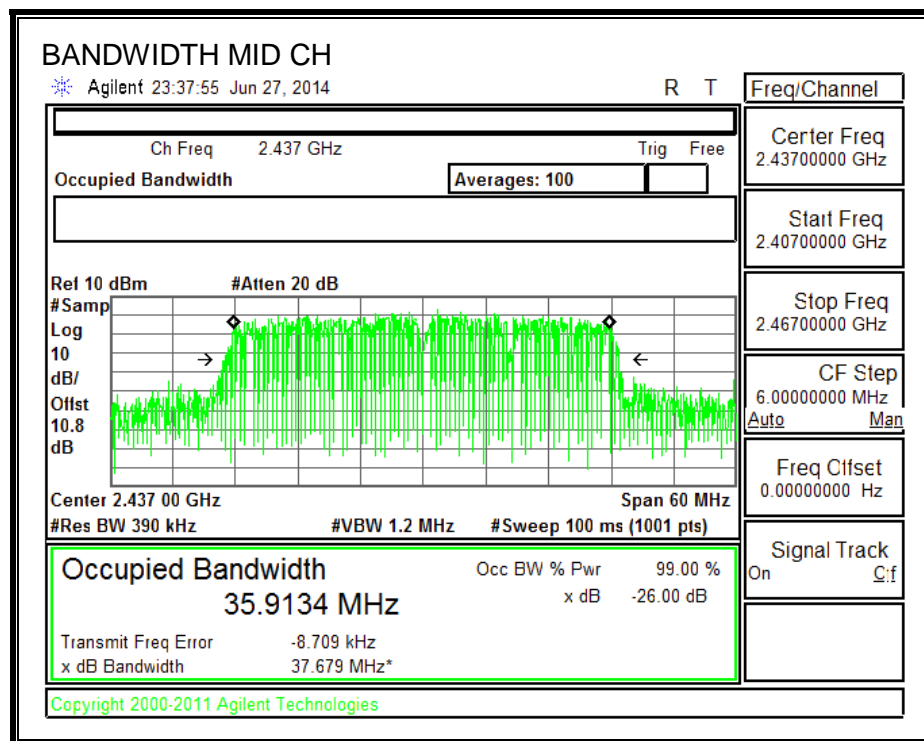 BANDWIDTH MID CH
Agilent 23:37:55 Jun 27, 2014 R T
Ch Freq 2.437 GHz Trig Free
Occupied Bandwidth Averages: 100
Ref 10 dBm #Atten 20 dB
#Samp
Log
10
dB/
Offst
10.8
dB
Center 2.437 00 GHz Span 60 MHz
#Res BW 390 kHz #VBW 1.2 MHz #Sweep 100 ms (1001 pts)
Occupied Bandwidth Occ BW % Pwr 99.00 %
35.9134 MHz x dB -26.00 dB
Transmit Freq Error -8.709 kHz
x dB Bandwidth 37.679 MHz*
Copyright 2000-2011 Agilent Technologies
Freq/Channel
Center Freq
2.43700000 GHz
Start Freq
2.40700000 GHz
Stop Freq
2.46700000 GHz
CF Step
6.00000000 MHz
Auto Man
Freq Offset
0.00000000 Hz
Signal Track
On Off